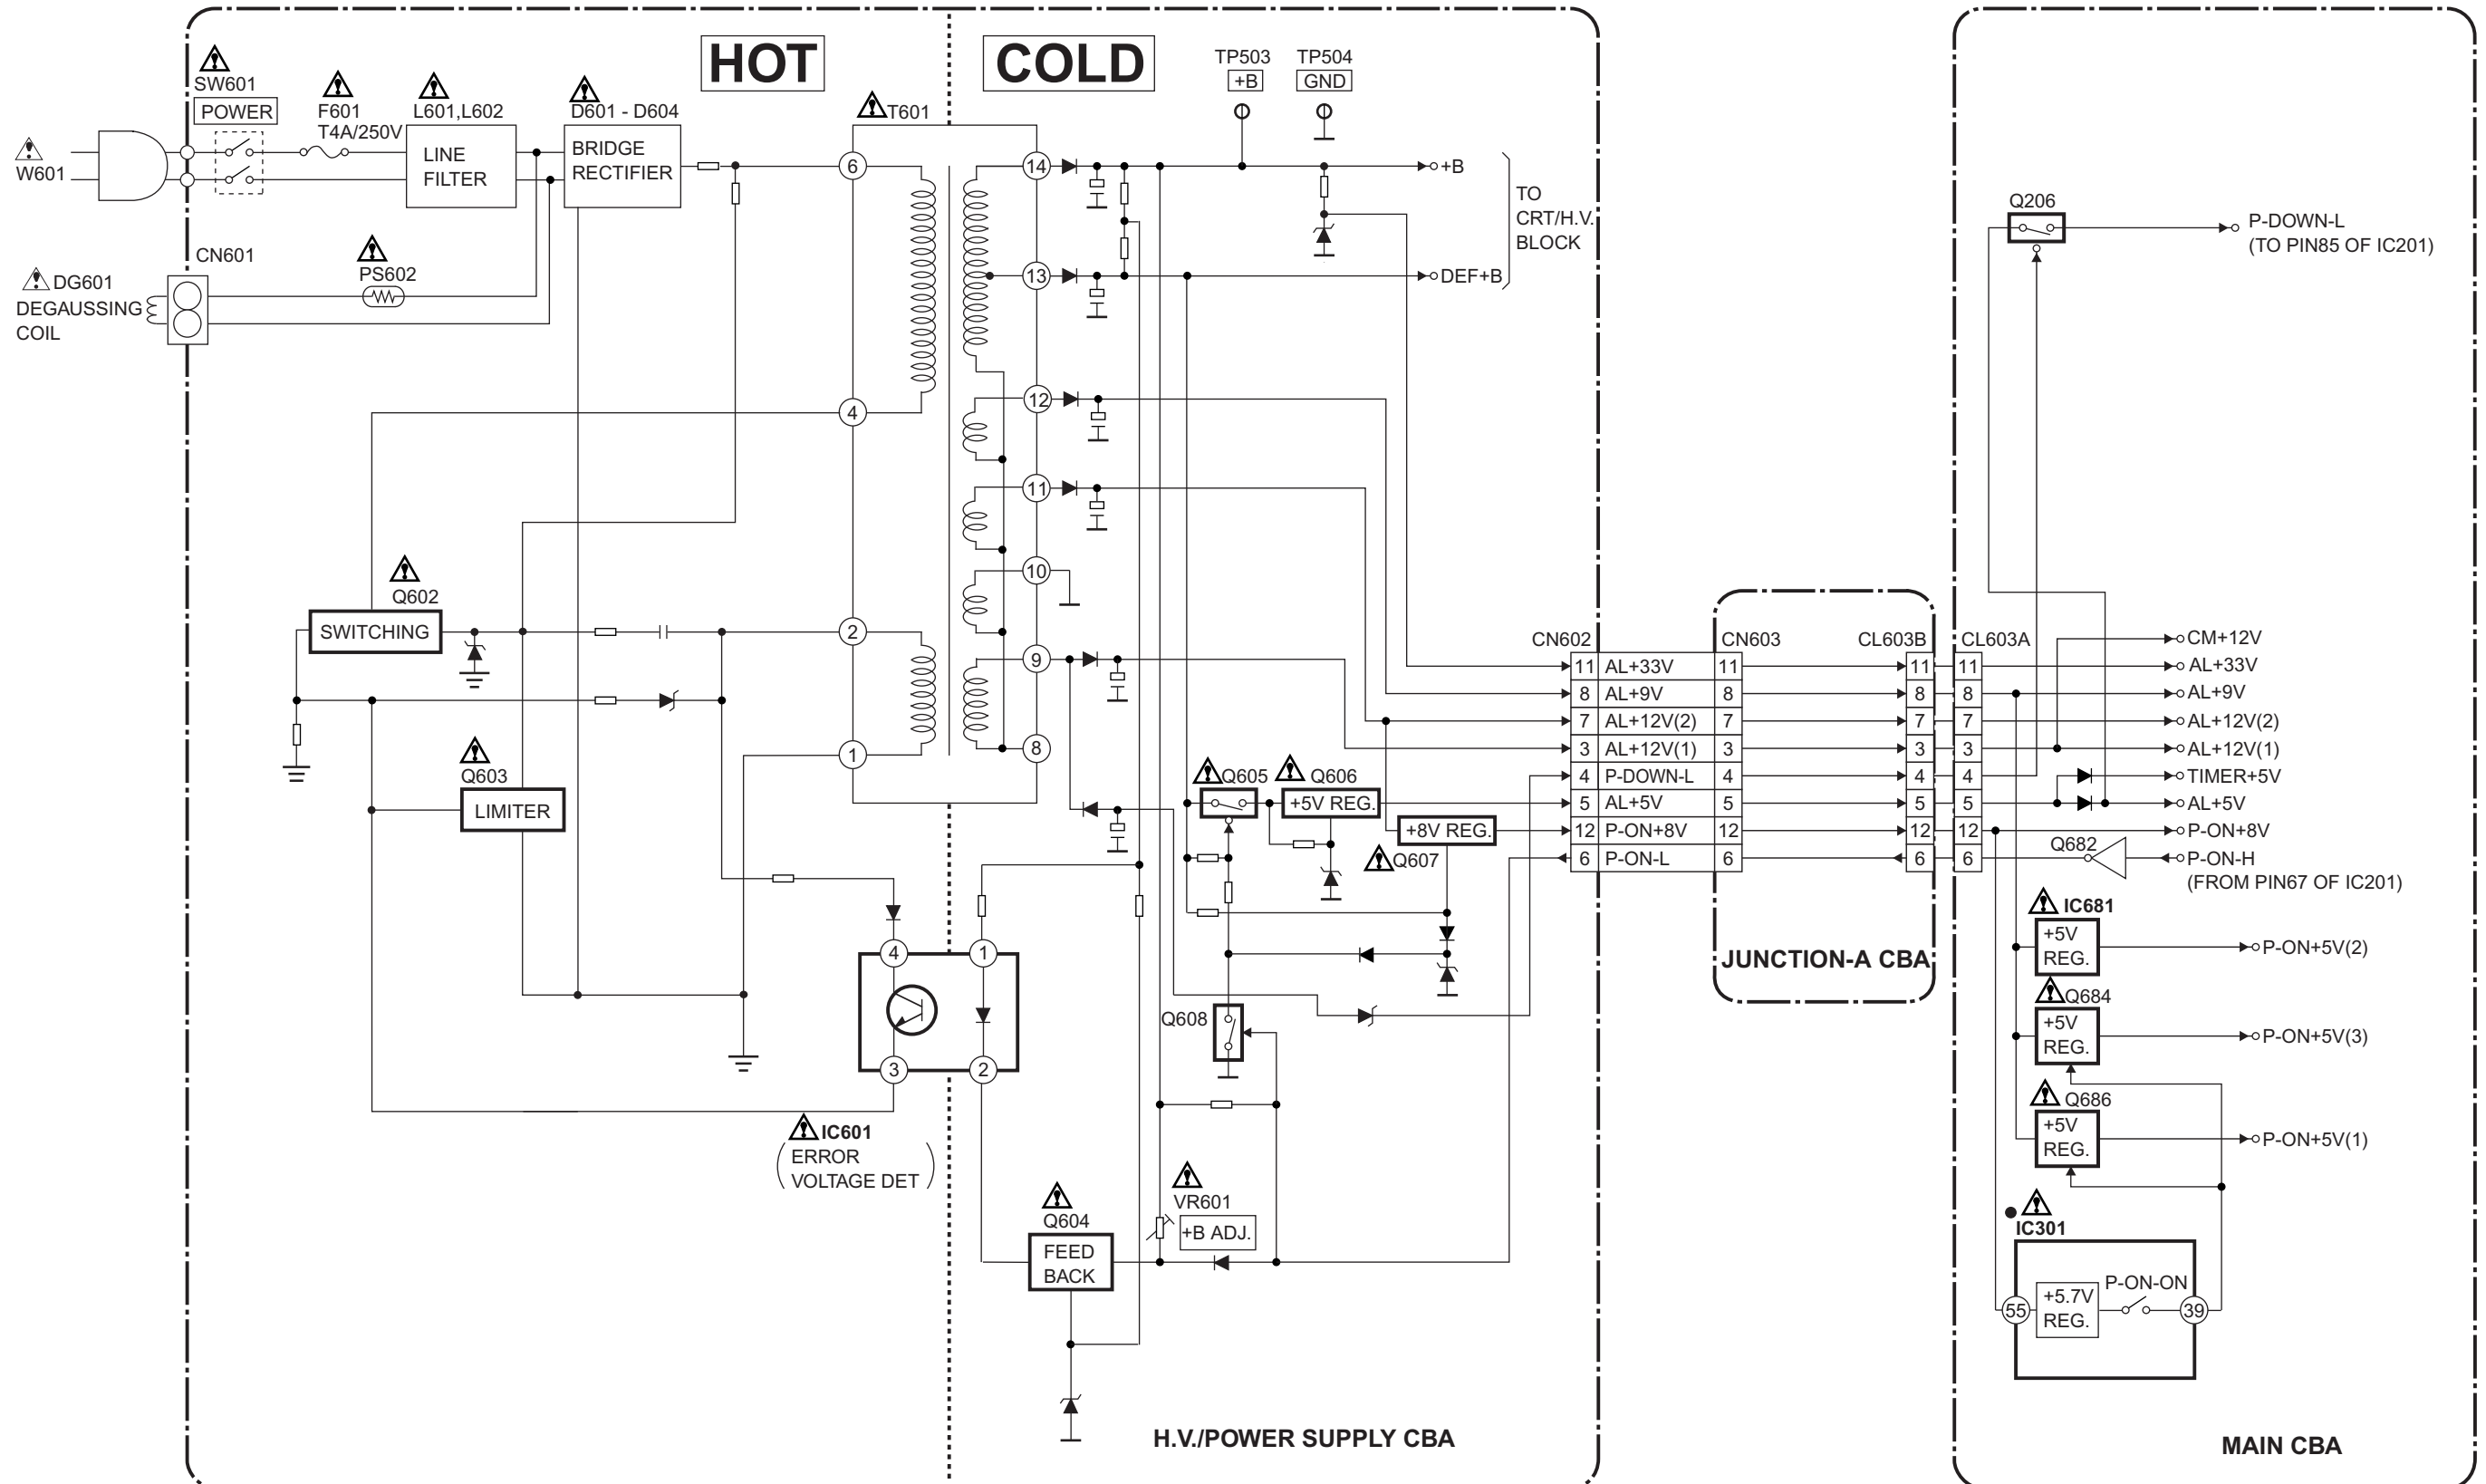 HOT
COLD
TP503
+B
TP504
GND
SW601
POWER
F601
T4A/250V
L601,L602
LINE
FILTER
D601 - D604
BRIDGE
RECTIFIER
T601
W601
CN601
DG601
DEGAUSSING
COIL
PS602
6
4
2
1
14
13
12
11
10
9
8
+B
DEF+B
TO
CRT/H.V.
BLOCK
Q206
P-DOWN-L
(TO PIN85 OF IC201)
Q602
SWITCHING
Q603
LIMITER
CN602
CN603
CL603B
CL603A
11 AL+33V 11 11 11 AL+33V
8 AL+9V 8 8 8 AL+9V
7 AL+12V(2) 7 7 7 AL+12V(2)
3 AL+12V(1) 3 3 3 AL+12V(1)
4 P-DOWN-L 4 4 4 TIMER+5V
5 AL+5V 5 5 5 AL+5V
12 P-ON+8V 12 12 12 P-ON+8V
6 P-ON-L 6 6 6 P-ON-H
CM+12V
Q682
(FROM PIN67 OF IC201)
Q605
Q606
+5V REG.
+8V REG.
Q607
Q608
JUNCTION-A CBA
IC681
+5V
REG.
P-ON+5V(2)
Q684
+5V
REG.
P-ON+5V(3)
Q686
+5V
REG.
P-ON+5V(1)
4
1
3
2
IC601
ERROR
VOLTAGE DET
Q604
FEED
BACK
VR601
+B ADJ.
IC301
55
+5.7V
REG.
P-ON-ON
39
H.V./POWER SUPPLY CBA
MAIN CBA